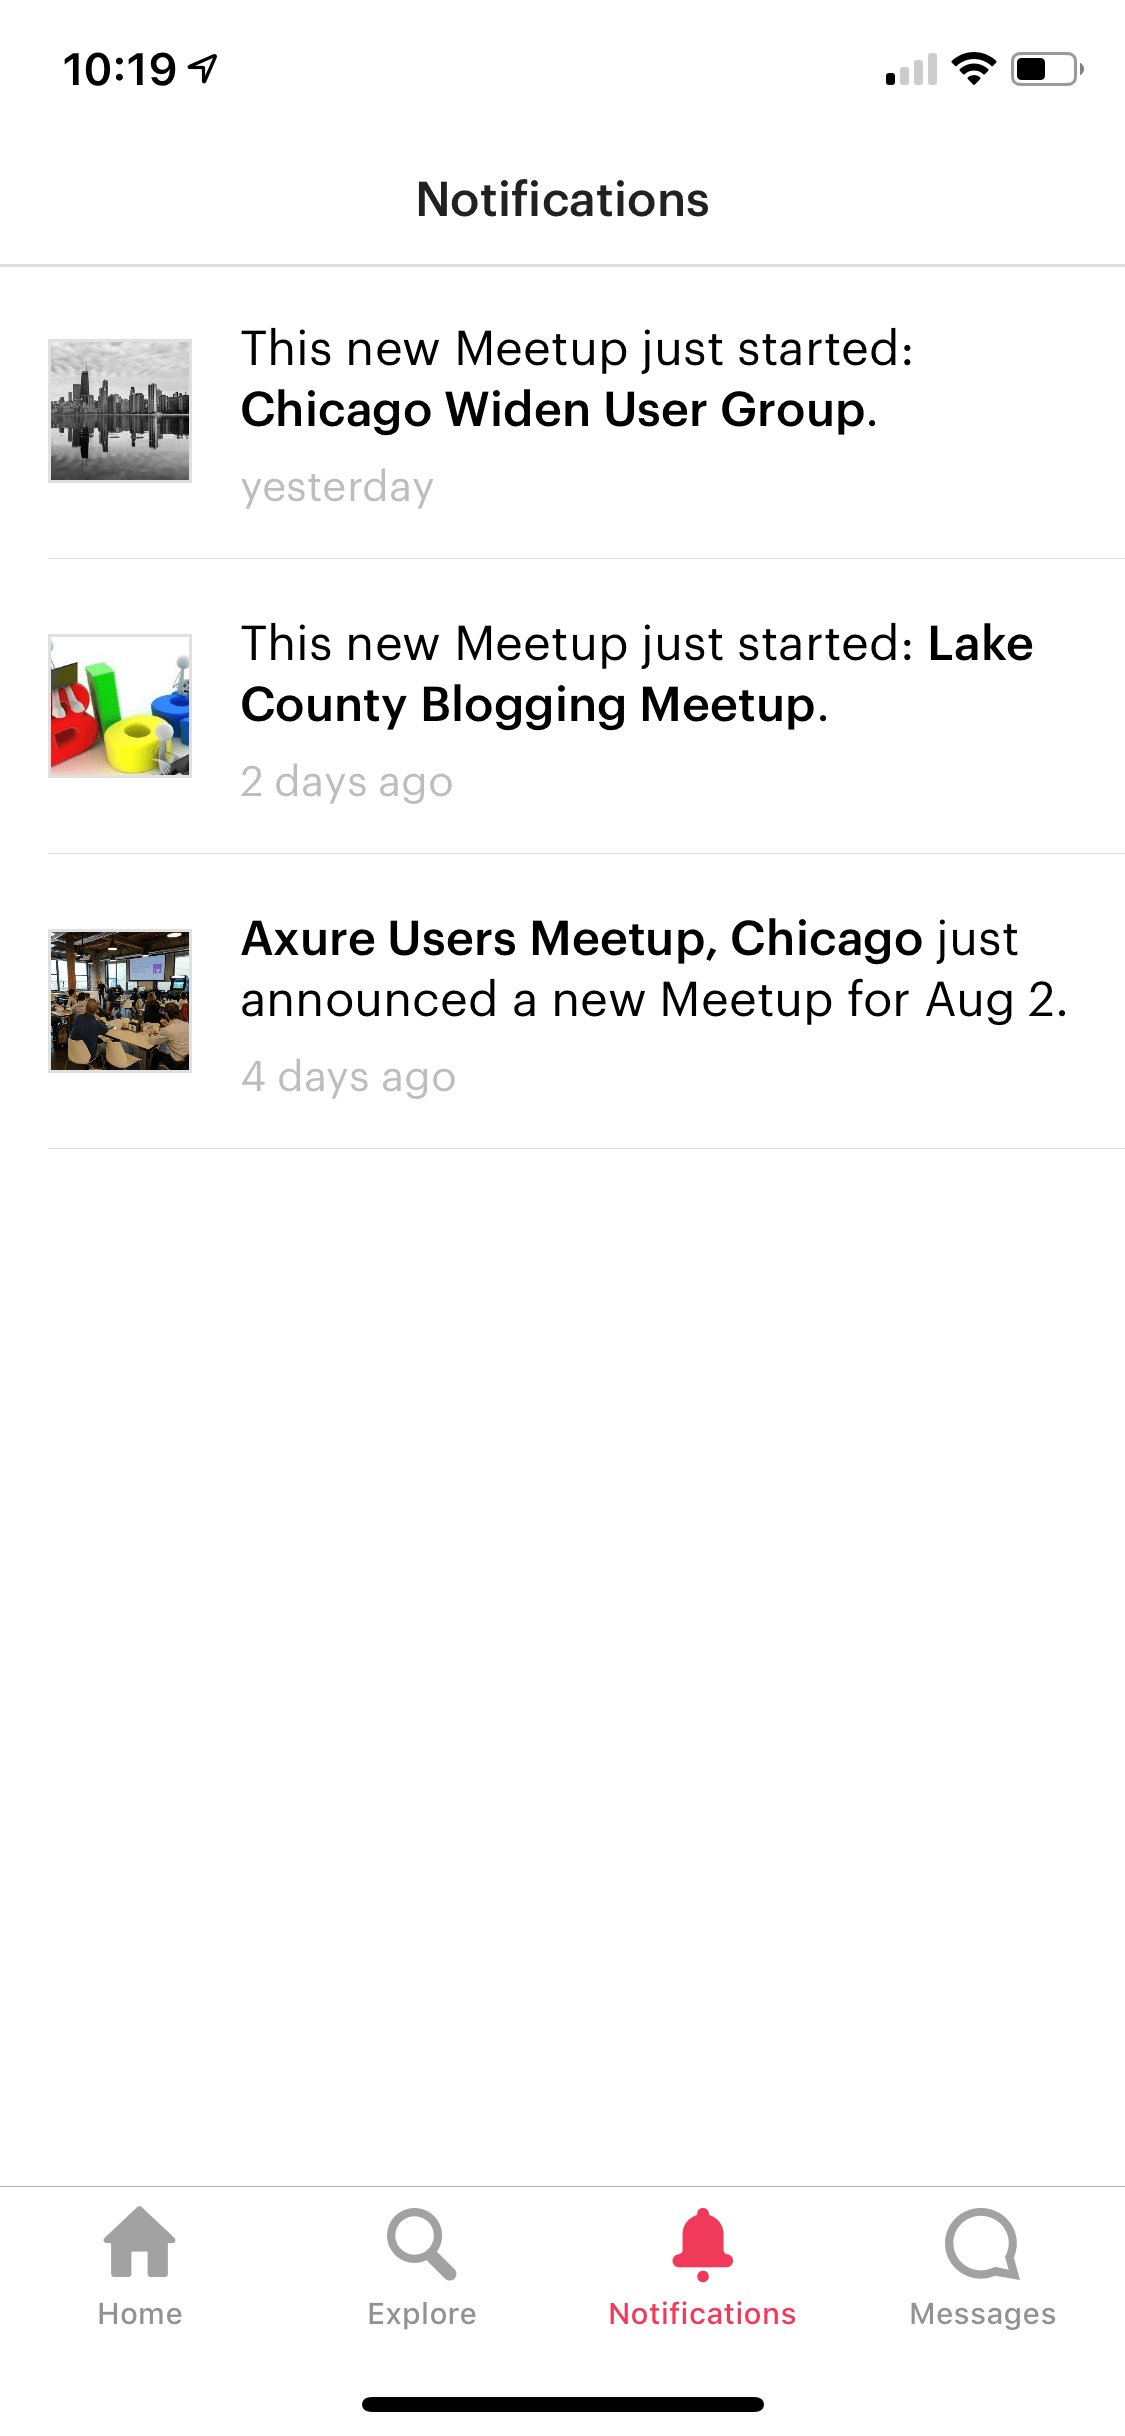 10:19
Notifications
This new Meetup just started:
Chicago Widen User Group.
yesterday
This new Meetup just started: Lake
County Blogging Meetup.
2 days ago
Axure Users Meetup, Chicago just
announced a new Meetup for Aug 2.
4 days ago
Home
Explore
Notifications
Messages